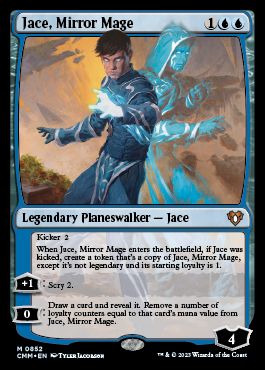 Jace, Mirror Mage 1
Legendary Planeswalker — Jace
Kicker 2
When Jace, Mirror Mage enters the battlefield, if Jace was
kicked, create a token that's a copy of Jace, Mirror Mage,
except it's not legendary and its starting loyalty is 1.
+1: Scry 2.
0: Draw a card and reveal it. Remove a number of
loyalty counters equal to that card's mana value from
Jace, Mirror Mage.
4
M 0852
CMM • EN Tyler Jacobson
™ & © 2023 Wizards of the Coast